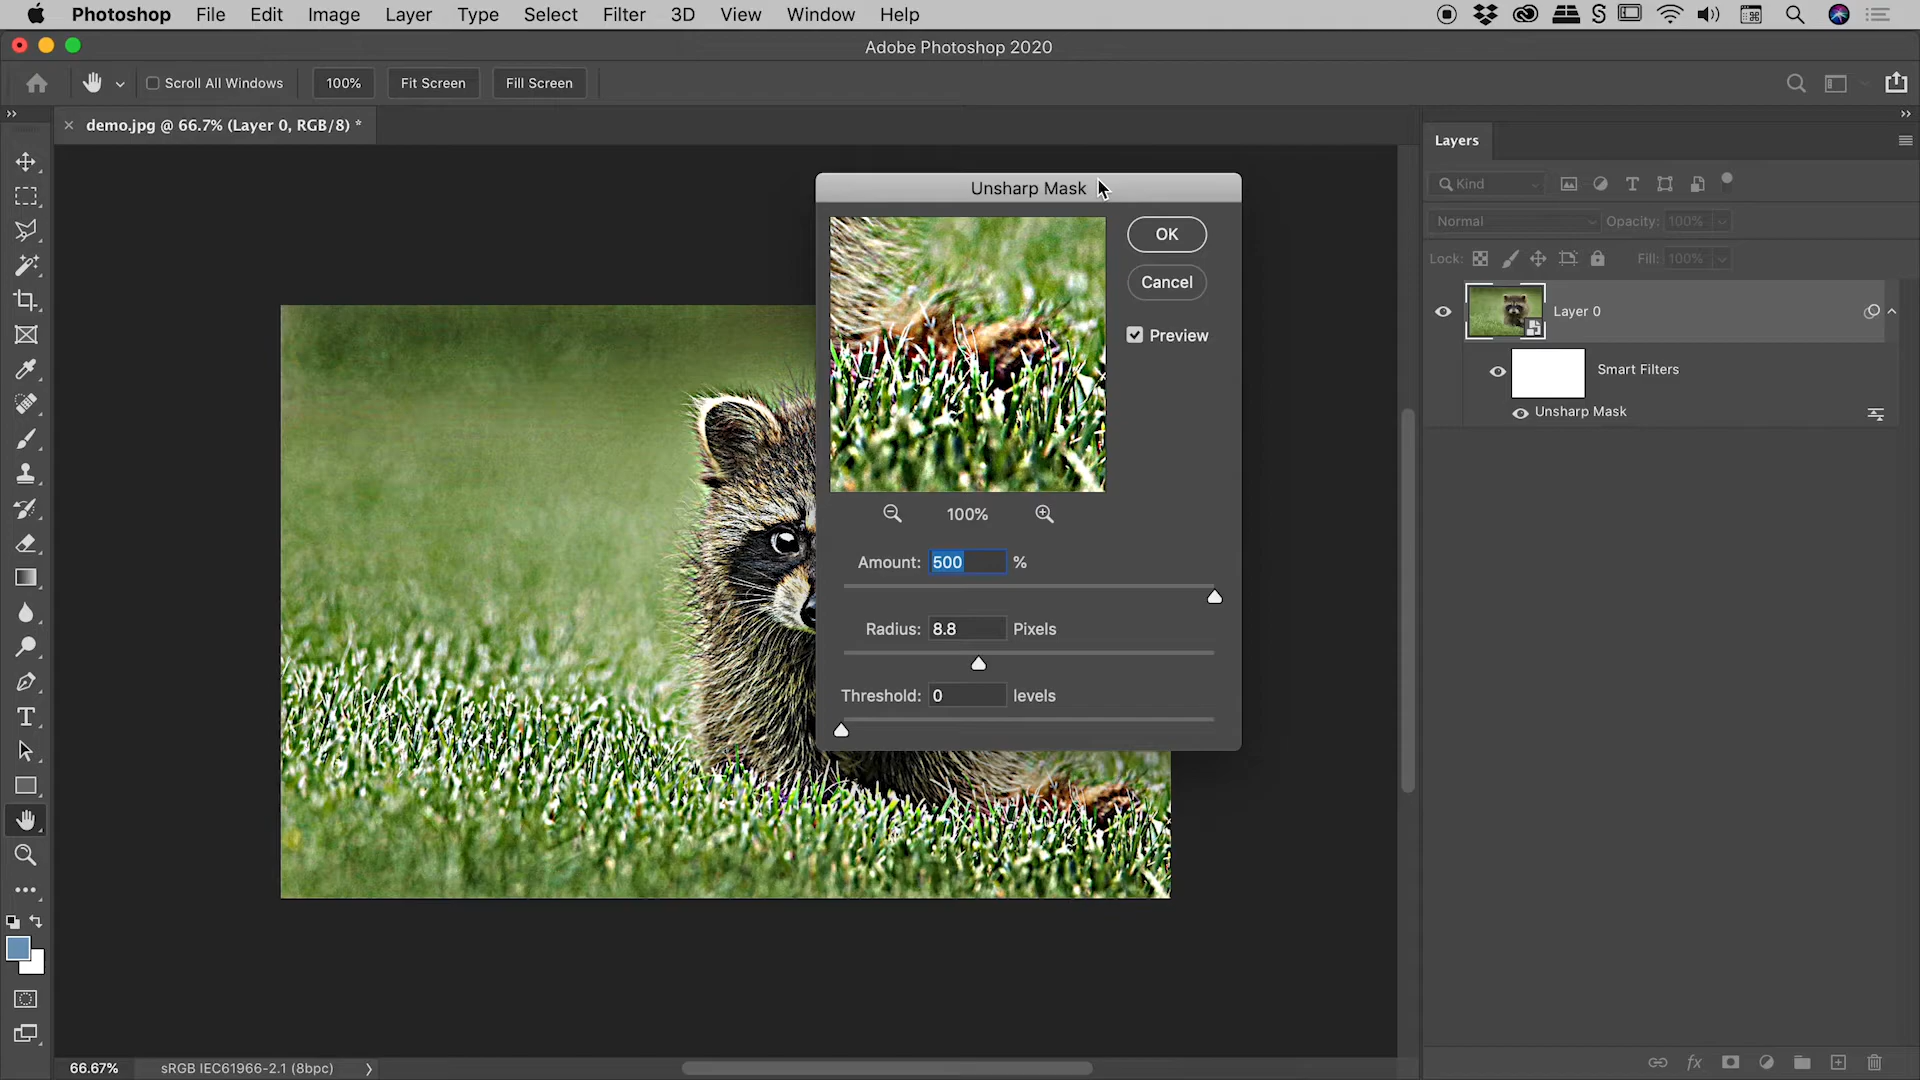 Photoshop File Edit Image Layer Type Select Filter 3D View Window Help
Adobe Photoshop 2020
Scroll All Windows 100% Fit Screen Fill Screen
demo.jpg @ 66.7% (Layer 0, RGB/8) *
Layers
Kind
Normal Opacity: 100%
Lock: Fill: 100%
Layer 0
Smart Filters
Unsharp Mask
Unsharp Mask
OK
Cancel
Preview
100%
Amount: 500 %
Radius: 8.8 Pixels
Threshold: 0 levels
66.67% sRGB IEC61966-2.1 (8bpc)